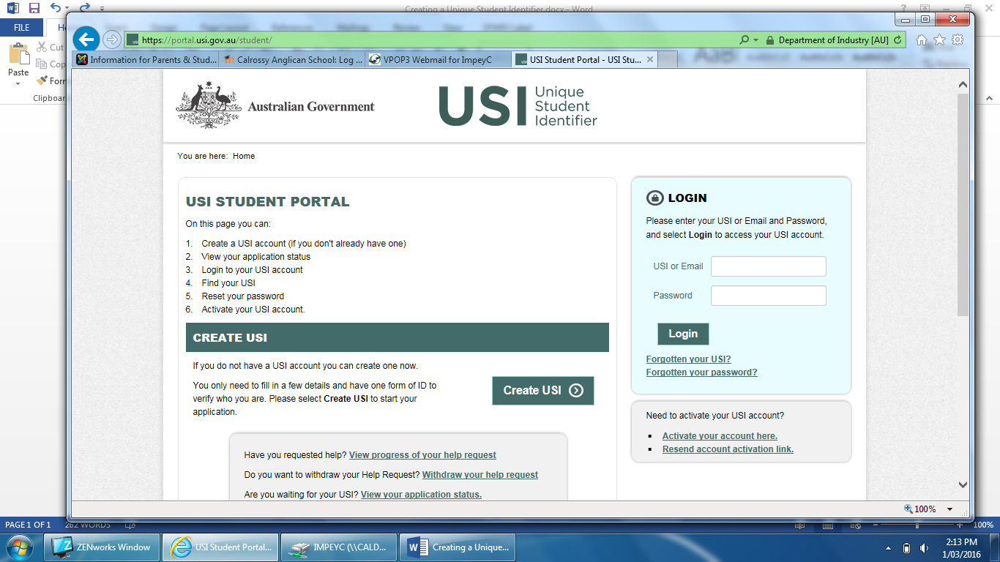 Creating a Unique Student Identifier.docx - Word
FILE
Cut
Paste
Clipboar
https://portal.usi.gov.au/student/
Department of Industry [AU]
Information for Parents & Stud...
Calrossy Anglican School: Log ...
VPOP3 Webmail for ImpeyC
USI Student Portal - USI Stu...
Australian Government
USI Unique
Student
Identifier
You are here: Home
USI STUDENT PORTAL
On this page you can:
1. Create a USI account (if you don't already have one)
2. View your application status
3. Login to your USI account
4. Find your USI
5. Reset your password
6. Activate your USI account.
CREATE USI
If you do not have a USI account you can create one now.
You only need to fill in a few details and have one form of ID to
verify who you are. Please select Create USI to start your
application.
Create USI
Have you requested help? View progress of your help request
Do you want to withdraw your Help Request? Withdraw your help request
Are you waiting for your USI? View your application status.
LOGIN
Please enter your USI or Email and Password,
and select Login to access your USI account.
USI or Email
Password
Login
Forgotten your USI?
Forgotten your password?
Need to activate your USI account?
Activate your account here.
Resend account activation link.
100%
PAGE 1 OF 1
262 WORDS
100%
ZENworks Window
USI Student Portal...
IMPEYC (\\CALD...
Creating a Unique...
2:13 PM
1/03/2016